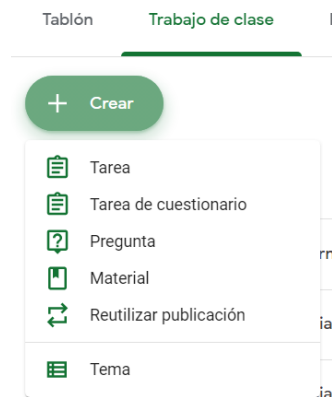 Tablón Trabajo de clase
Crear
Tarea
Tarea de cuestionario
Pregunta
Material
Reutilizar publicación
Tema